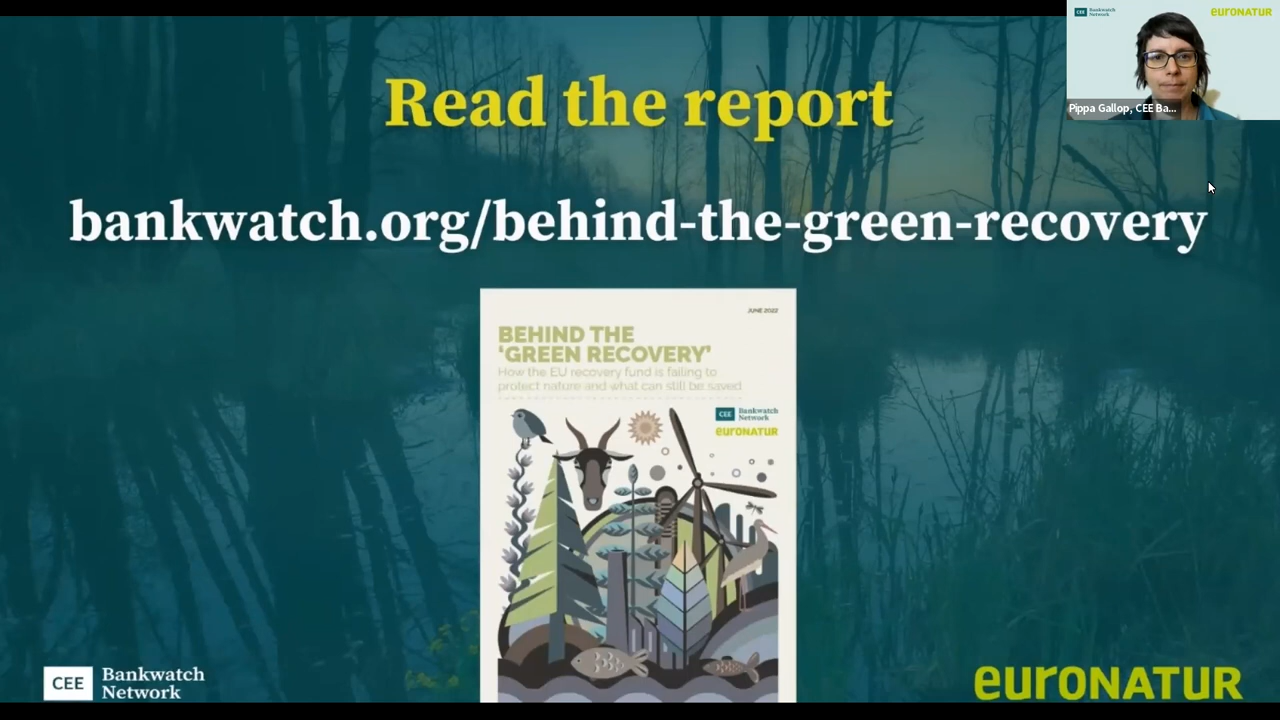 CEE Bankwatch
Network
euronatur
Pippa Gallop, CEE Ba...
Read the report
bankwatch.org/behind-the-green-recovery
JUNE 2022
BEHIND THE
‘GREEN RECOVERY’
How the EU recovery fund is failing to
protect nature and what can still be saved
CEE Bankwatch
Network
euronatur
CEE Bankwatch
Network
euronatur